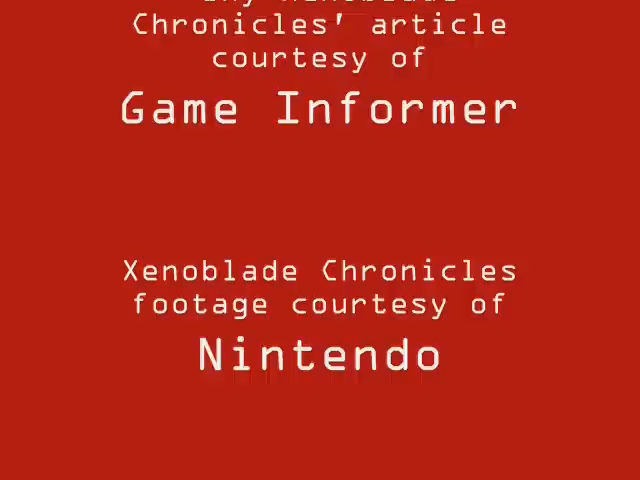 Chronicles' article
courtesy of
Game Informer
Xenoblade Chronicles
footage courtesy of
Nintendo